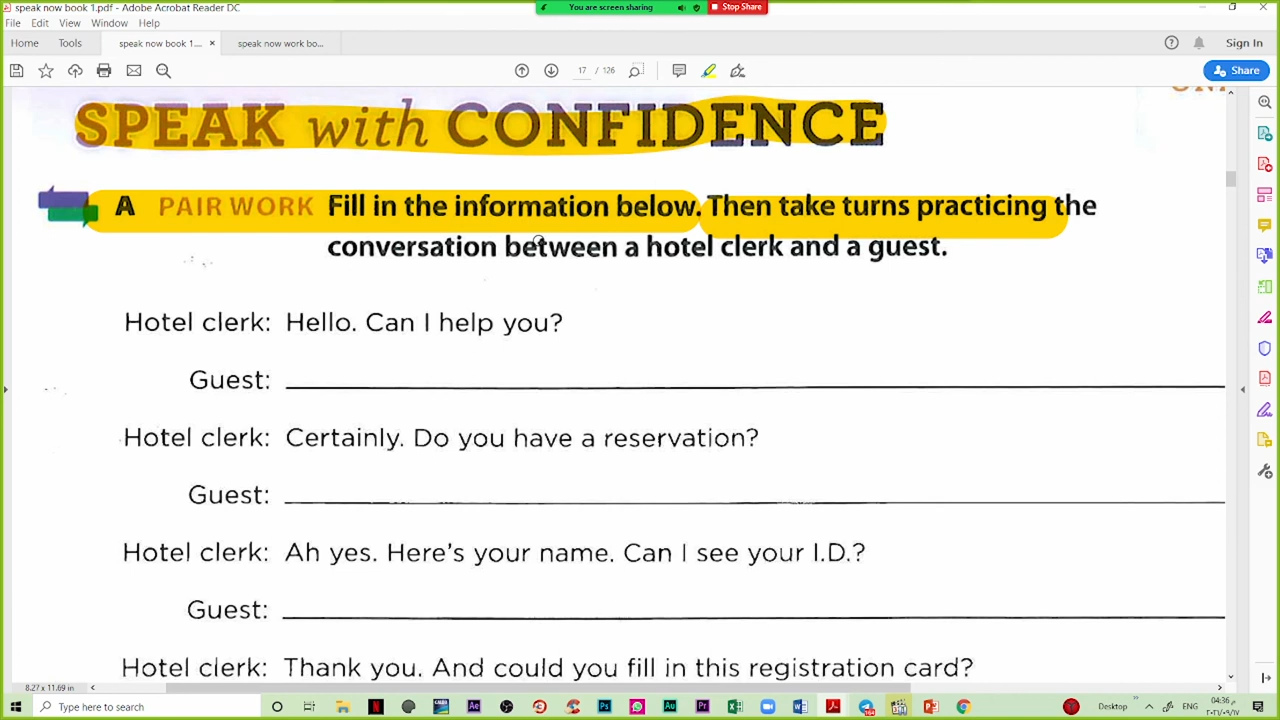 speak now book 1.pdf - Adobe Acrobat Reader DC
You are screen sharing
Stop Share
File Edit View Window Help
Home Tools speak now book 1.... × speak now work bo... Sign In
17 / 126
Share
SPEAK with CONFIDENCE
A PAIR WORK Fill in the information below. Then take turns practicing the
conversation between a hotel clerk and a guest.
Hotel clerk: Hello. Can I help you?
Guest:
Hotel clerk: Certainly. Do you have a reservation?
Guest:
Hotel clerk: Ah yes. Here's your name. Can I see your I.D.?
Guest:
Hotel clerk: Thank you. And could you fill in this registration card?
8.27 x 11.69 in
Type here to search
Desktop
ENG